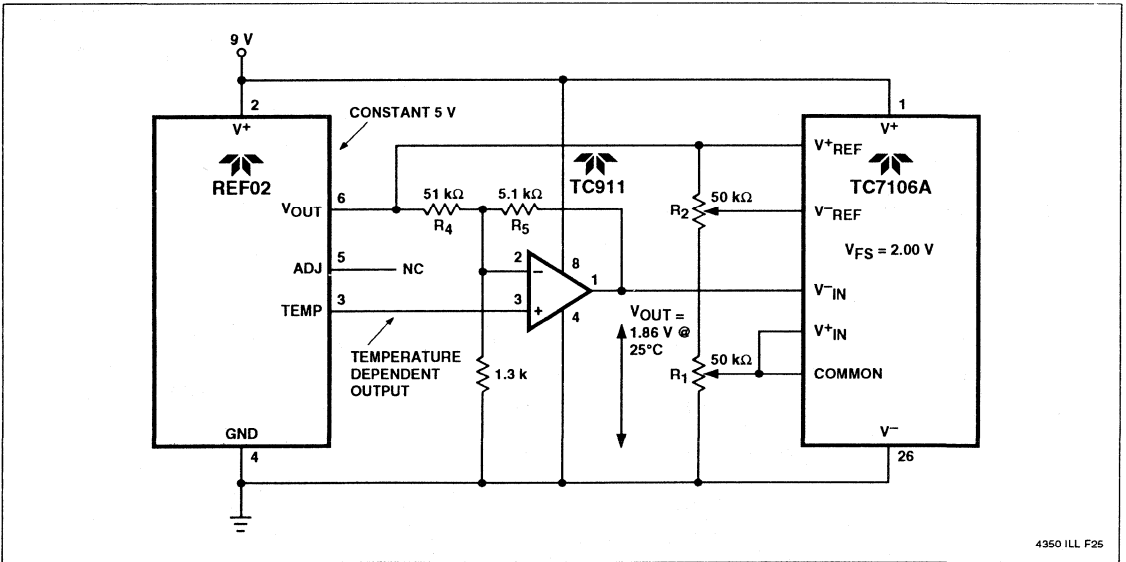 9 V
2
V+
REF02
CONSTANT 5 V
VOUT
6
ADJ
5
NC
TEMP
3
TEMPERATURE
DEPENDENT
OUTPUT
GND
4
51 kΩ
R4
5.1 kΩ
R5
TC911
2
–
3
+
8
1
4
1.3 k
VOUT =
1.86 V @
25°C
R2
50 kΩ
R1
50 kΩ
1
V+
V+REF
TC7106A
V–REF
VFS = 2.00 V
V–IN
V+IN
COMMON
V–
26
4350 ILL F25